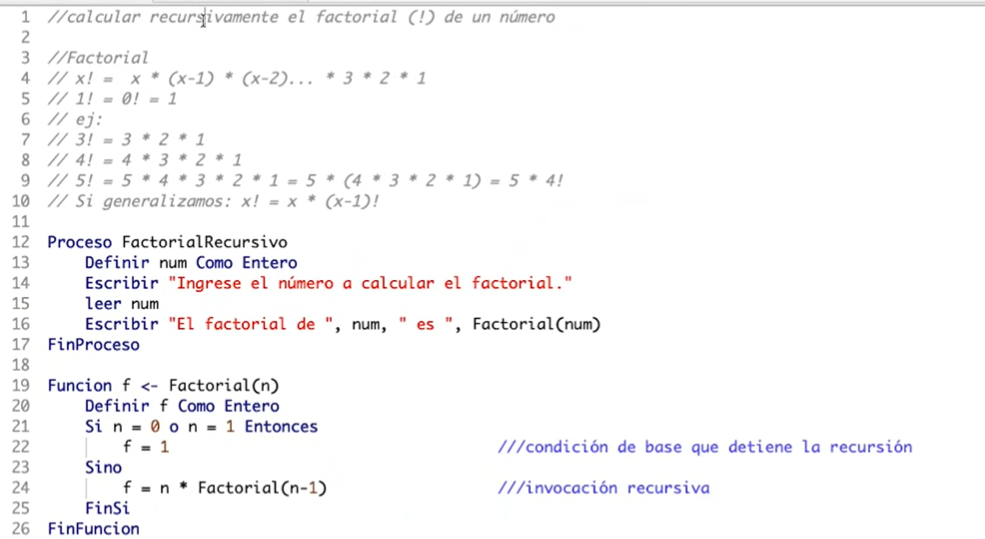 1 //calcular recursivamente el factorial (!) de un número
2
3 //Factorial
4 // x! =  x * (x-1) * (x-2)... * 3 * 2 * 1
5 // 1! = 0! = 1
6 // ej:
7 // 3! = 3 * 2 * 1
8 // 4! = 4 * 3 * 2 * 1
9 // 5! = 5 * 4 * 3 * 2 * 1 = 5 * (4 * 3 * 2 * 1) = 5 * 4!
10 // Si generalizamos: x! = x * (x-1)!
11
12 Proceso FactorialRecursivo
13     Definir num Como Entero
14     Escribir "Ingrese el número a calcular el factorial."
15     leer num
16     Escribir "El factorial de ", num, " es ", Factorial(num)
17 FinProceso
18
19 Funcion f <- Factorial(n)
20     Definir f Como Entero
21     Si n = 0 o n = 1 Entonces
22         f = 1 ///condición de base que detiene la recursión
23     Sino
24         f = n * Factorial(n-1) ///invocación recursiva
25     FinSi
26 FinFuncion